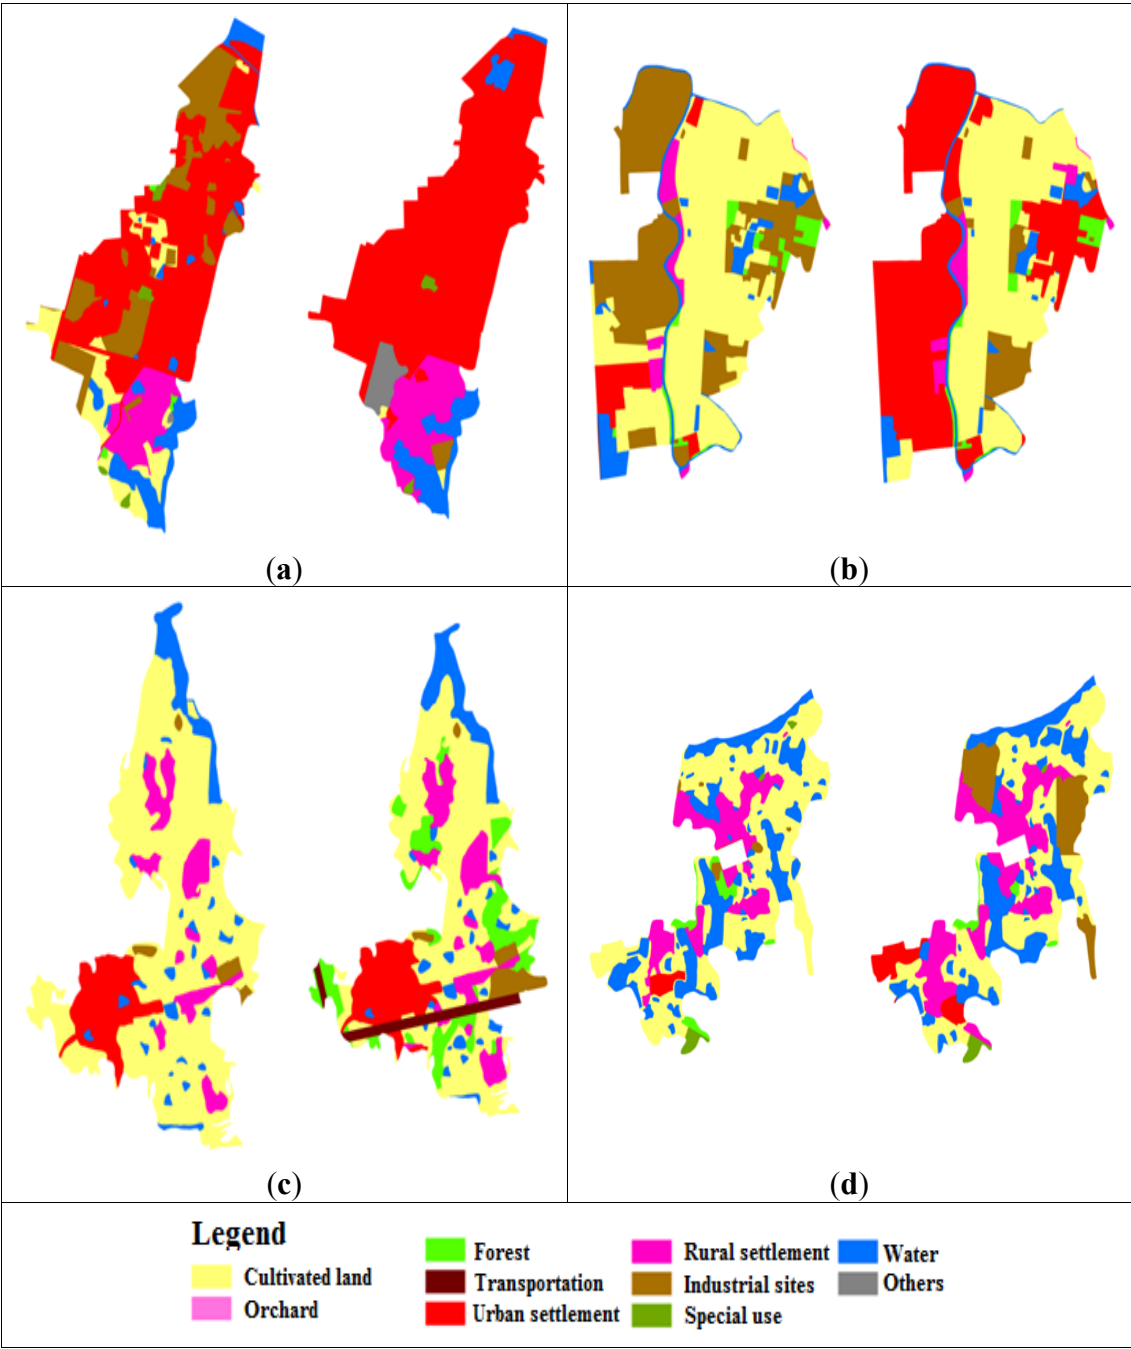 (a)
(b)
(c)
(d)
Legend
Cultivated land
Orchard
Forest
Transportation
Urban settlement
Rural settlement
Industrial sites
Special use
Water
Others